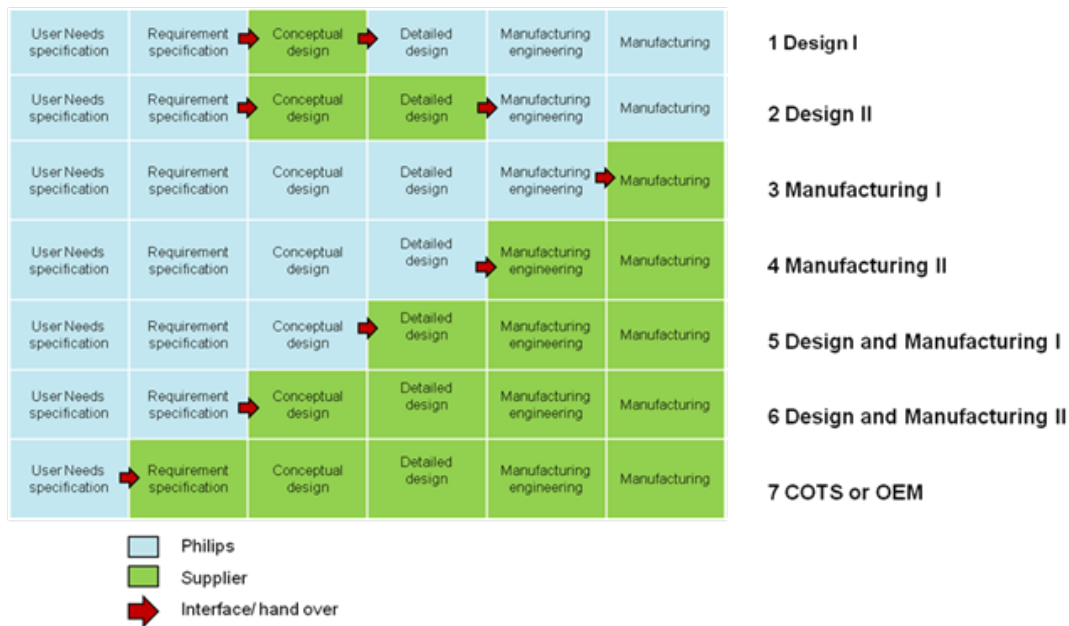 User Needs
specification
Requirement
specification
Conceptual
design
Detailed
design
Manufacturing
engineering
Manufacturing
1 Design I
User Needs
specification
Requirement
specification
Conceptual
design
Detailed
design
Manufacturing
engineering
Manufacturing
2 Design II
User Needs
specification
Requirement
specification
Conceptual
design
Detailed
design
Manufacturing
engineering
Manufacturing
3 Manufacturing I
User Needs
specification
Requirement
specification
Conceptual
design
Detailed
design
Manufacturing
engineering
Manufacturing
4 Manufacturing II
User Needs
specification
Requirement
specification
Conceptual
design
Detailed
design
Manufacturing
engineering
Manufacturing
5 Design and Manufacturing I
User Needs
specification
Requirement
specification
Conceptual
design
Detailed
design
Manufacturing
engineering
Manufacturing
6 Design and Manufacturing II
User Needs
specification
Requirement
specification
Conceptual
design
Detailed
design
Manufacturing
engineering
Manufacturing
7 COTS or OEM
Philips
Supplier
Interface/ hand over